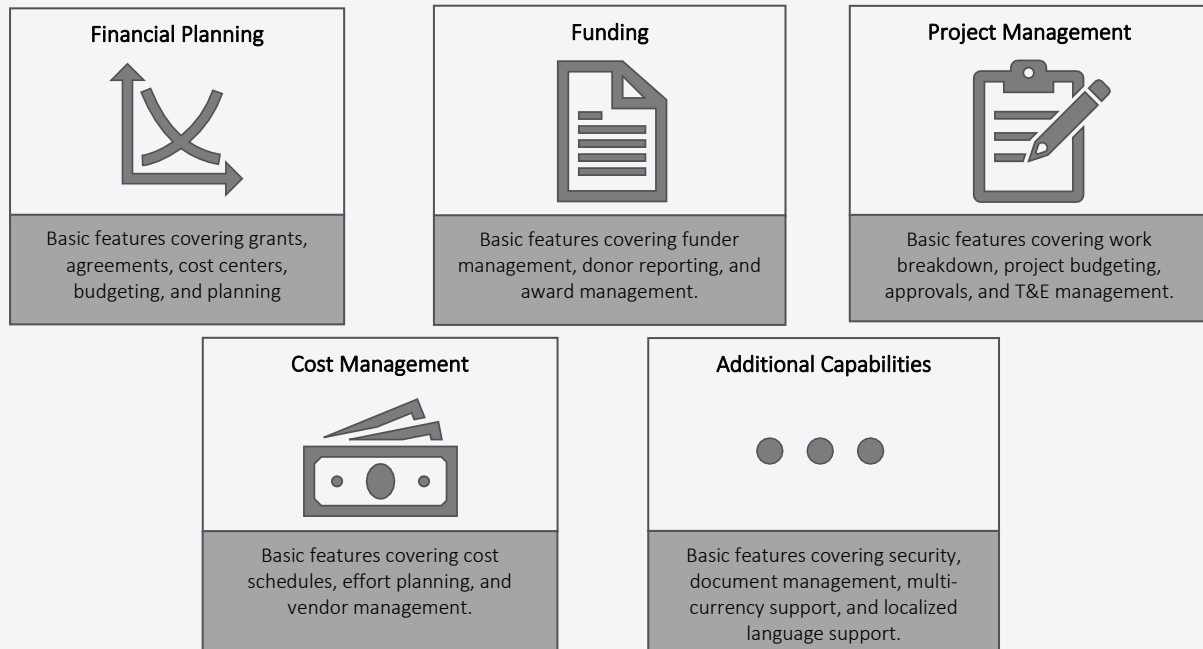 Financial Planning
Basic features covering grants,
agreements, cost centers,
budgeting, and planning
Funding
Basic features covering funder
management, donor reporting, and
award management.
Project Management
Basic features covering work
breakdown, project budgeting,
approvals, and T&E management.
Cost Management
Basic features covering cost
schedules, effort planning, and
vendor management.
Additional Capabilities
Basic features covering security,
document management, multi-
currency support, and localized
language support.